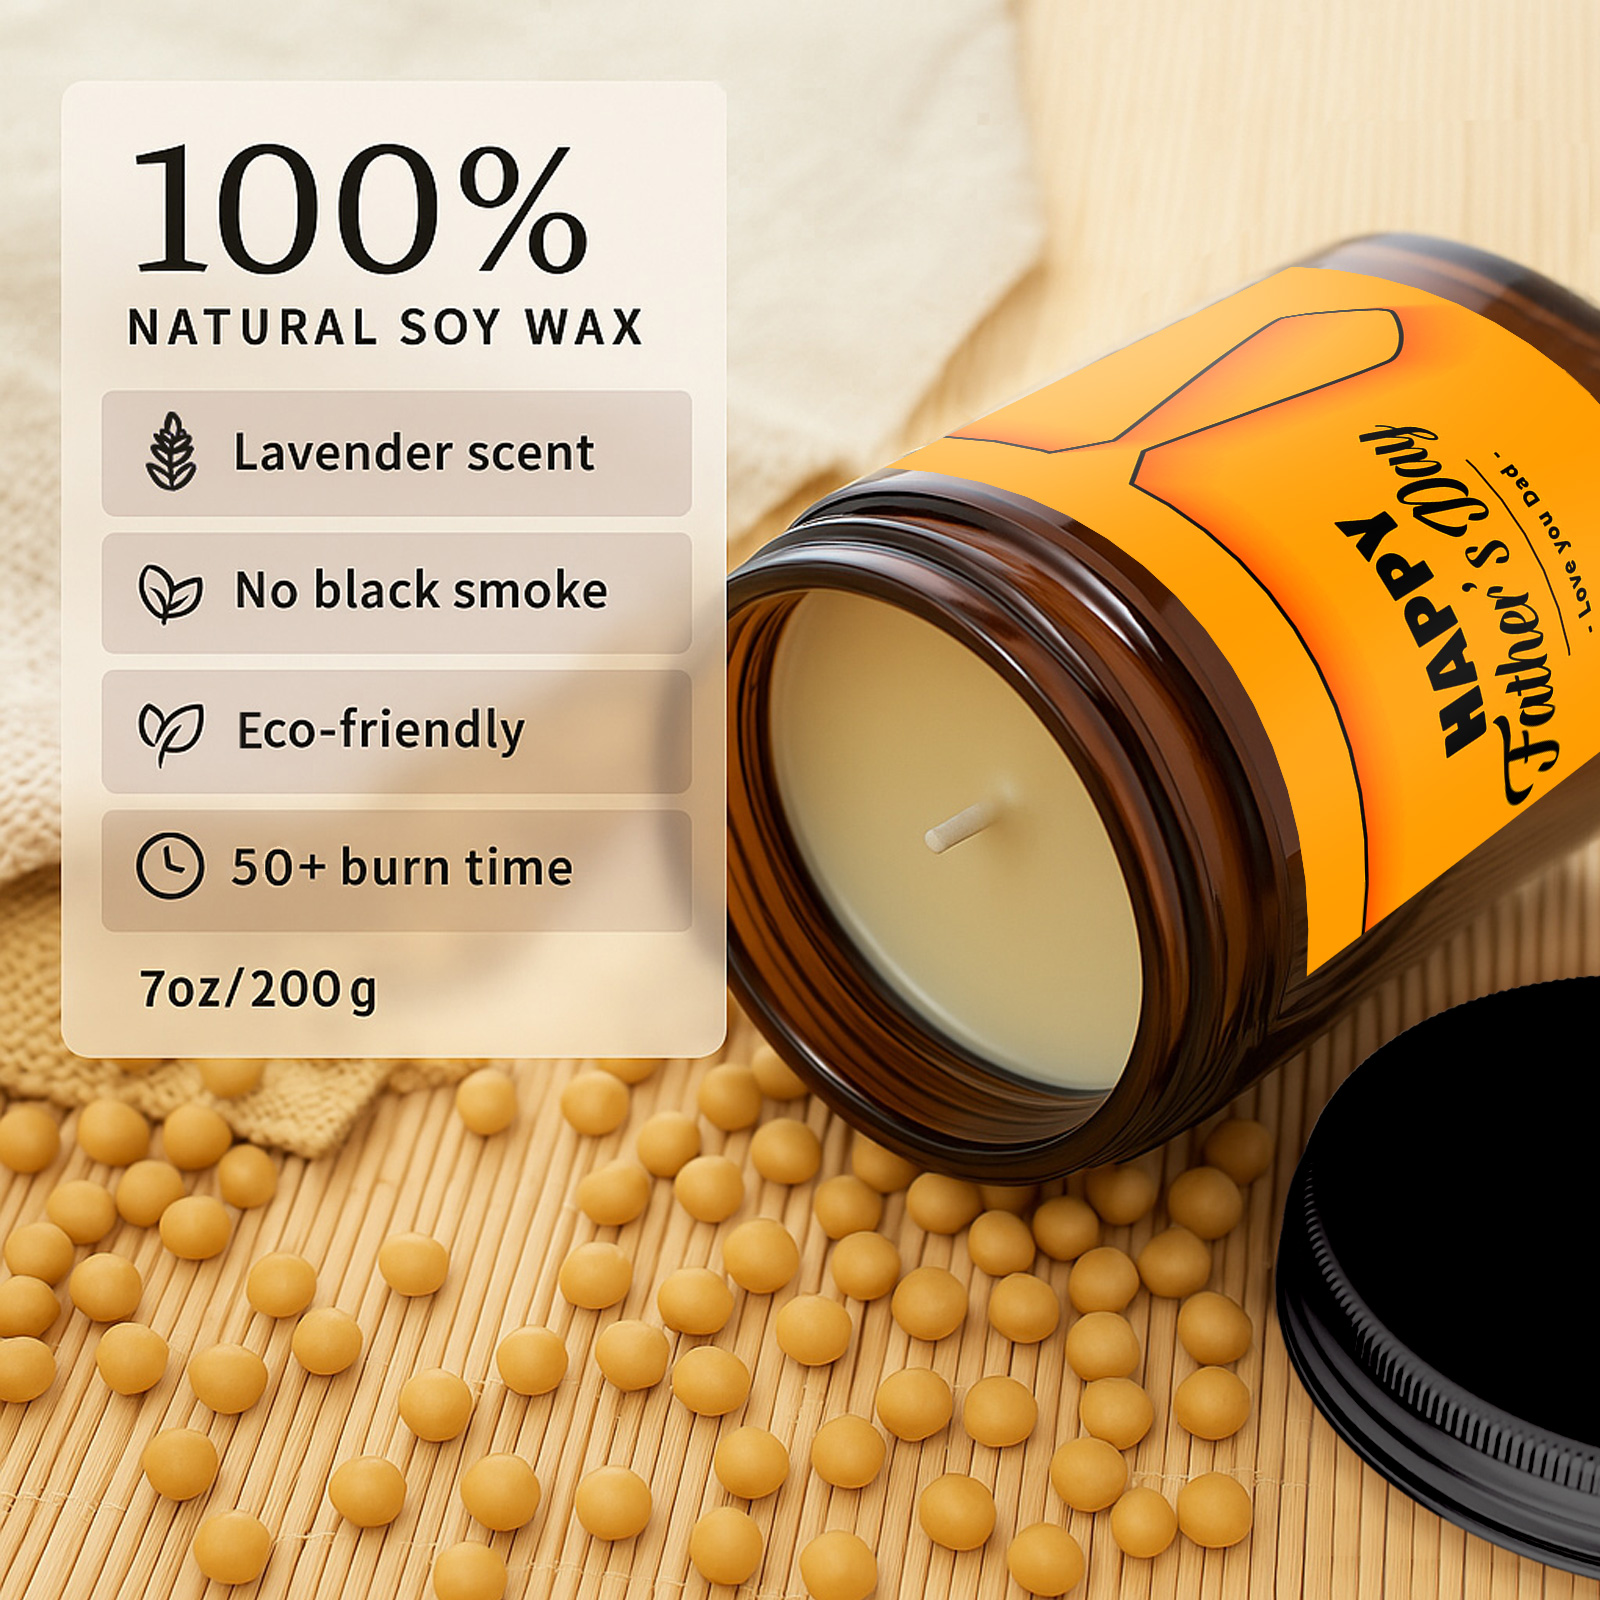 100%
NATURAL SOY WAX
Lavender scent
No black smoke
Eco-friendly
50+ burn time
7oz/200g
HAPPY
Father's Day
- Love you Dad -